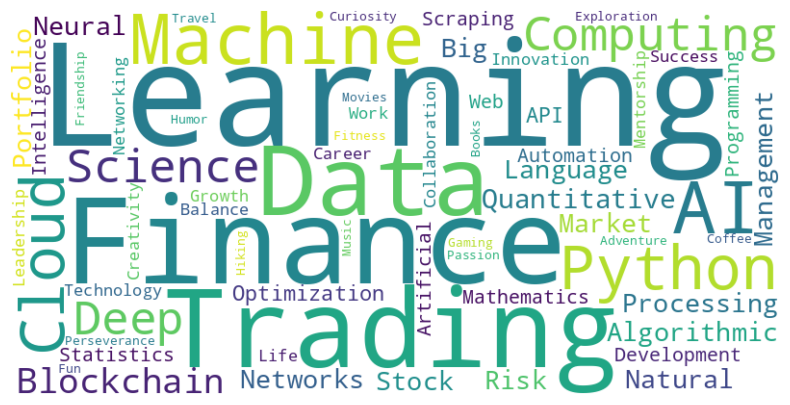 Neural
Travel
Curiosity
Scraping
Exploration
Machine
Computing
Big
Innovation
Success
Portfolio
Intelligence
Friendship
Networking
Learning
Humor
Movies
Work
Fitness
Web
API
Mentorship
Programming
Collaboration
Books
Career
Science
Data
Automation
Language
Management
Quantitative
AI
Cloud
Leadership
Creativity
Growth
Balance
Finance
Hiking
Music
Gaming
Passion
Market
Adventure
Coffee
Artificial
Python
Technology
Optimization
Mathematics
Processing
Deep
Trading
Algorithmic
Perseverance
Statistics
Life
Development
Fun
Blockchain
Networks
Stock
Risk
Natural